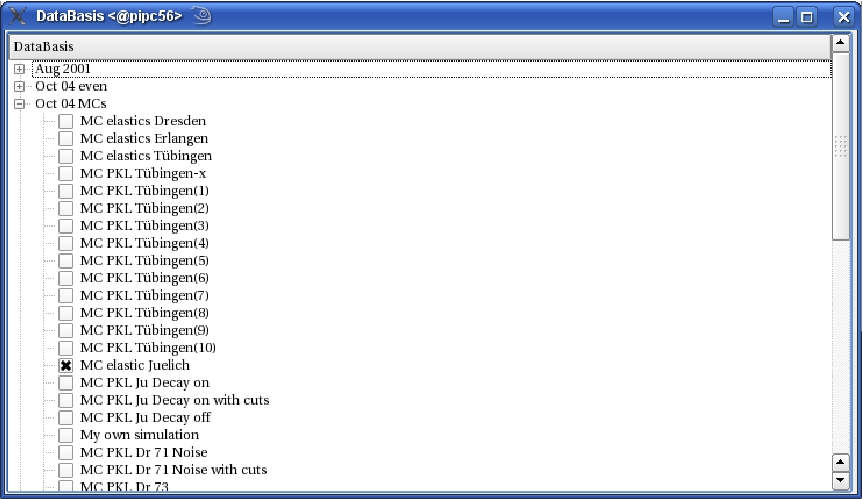 DataBasis <@pipc56>
DataBasis
Aug 2001
Oct 04 even
Oct 04 MCs
MC elastics Dresden
MC elastics Erlangen
MC elastics Tübingen
MC PKL Tübingen-x
MC PKL Tübingen(1)
MC PKL Tübingen(2)
MC PKL Tübingen(3)
MC PKL Tübingen(4)
MC PKL Tübingen(5)
MC PKL Tübingen(6)
MC PKL Tübingen(7)
MC PKL Tübingen(8)
MC PKL Tübingen(9)
MC PKL Tübingen(10)
MC elastic Juelich
MC PKL Ju Decay on
MC PKL Ju Decay on with cuts
MC PKL Ju Decay off
My own simulation
MC PKL Dr 71 Noise
MC PKL Dr 71 Noise with cuts
MC PKL Dr 73